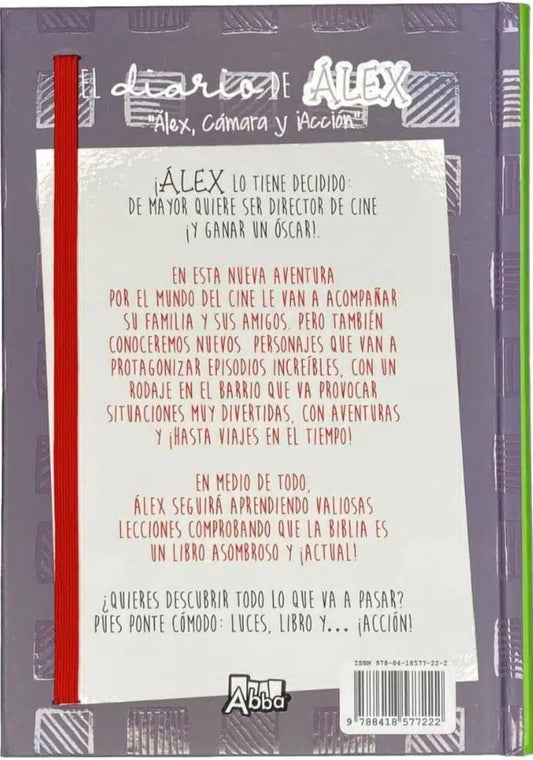 El diario DE ÁLEX
"Álex, Cámara y ¡Acción"
¡ÁLEX LO TIENE DECIDIDO:
DE MAYOR QUIERE SER DIRECTOR DE CINE
¡Y GANAR UN ÓSCAR!.
EN ESTA NUEVA AVENTURA
POR EL MUNDO DEL CINE LE VAN A ACOMPAÑAR
SU FAMILIA Y SUS AMIGOS. PERO TAMBIÉN
CONOCEREMOS NUEVOS PERSONAJES QUE VAN A
PROTAGONIZAR EPISODIOS INCREÍBLES, CON UN
RODAJE EN EL BARRIO QUE VA PROVOCAR
SITUACIONES MUY DIVERTIDAS, CON AVENTURAS
Y ¡HASTA VIAJES EN EL TIEMPO!
EN MEDIO DE TODO,
ÁLEX SEGUIRÁ APRENDIENDO VALIOSAS
LECCIONES COMPROBANDO QUE LA BIBLIA ES
UN LIBRO ASOMBROSO Y ¡ACTUAL!
¿QUIERES DESCUBRIR TODO LO QUE VA A PASAR?
PUES PONTE CÓMODO: LUCES, LIBRO Y... ¡ACCIÓN!
Abba
ISBN 978-84-18577-22-2
9 788418 577222